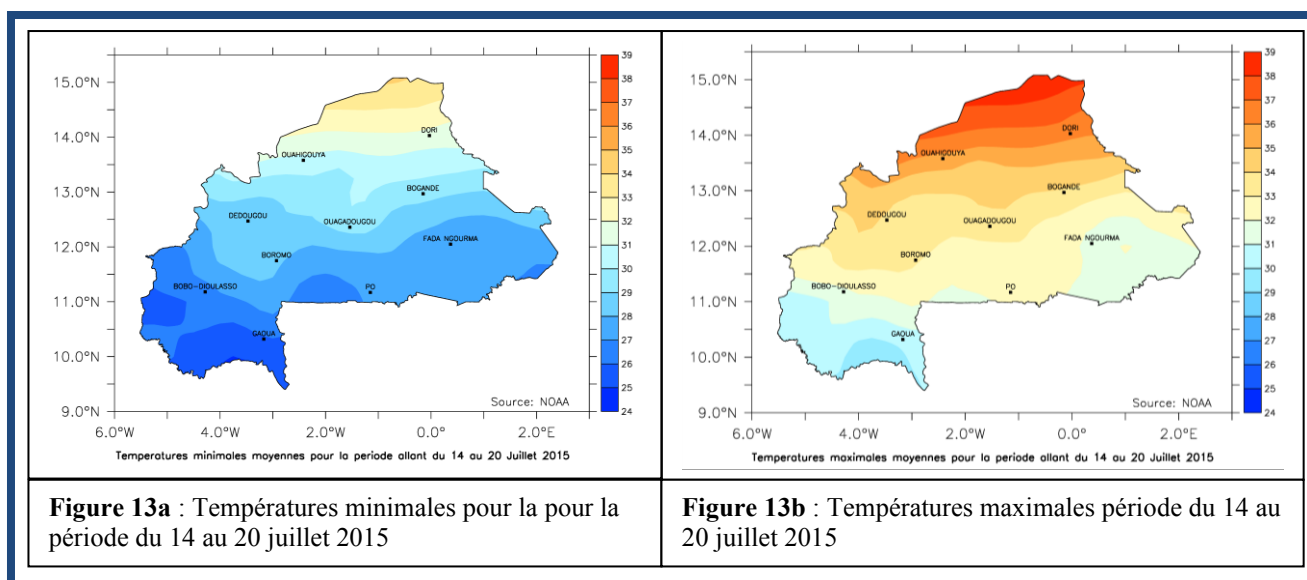 15.0°N
14.0°N
13.0°N
12.0°N
11.0°N
10.0°N
9.0°N
6.0°W 4.0°W 2.0°W 0.0° 2.0°E
DORI
OUAHIGOUYA
BOGANDE
DEDOUGOU
OUAGADOUGOU
FADA NGOURMA
BOROMO
BOBO-DIOULASSO
PO
GAOUA
Source: NOAA
39
38
37
36
35
34
33
32
31
30
29
28
27
26
25
24
Temperatures minimales moyennes pour la periode allant du 14 au 20 Juillet 2015
15.0°N
14.0°N
13.0°N
12.0°N
11.0°N
10.0°N
9.0°N
6.0°W 4.0°W 2.0°W 0.0° 2.0°E
DORI
OUAHIGOUYA
BOGANDE
DEDOUGOU
OUAGADOUGOU
FADA NGOURMA
BOROMO
BOBO-DIOULASSO
PO
GAOUA
Source: NOAA
39
38
37
36
35
34
33
32
31
30
29
28
27
26
25
24
Temperatures maximales moyennes pour la periode allant du 14 au 20 Juillet 2015
Figure 13a : Températures minimales pour la pour la
période du 14 au 20 juillet 2015
Figure 13b : Températures maximales période du 14 au
20 juillet 2015